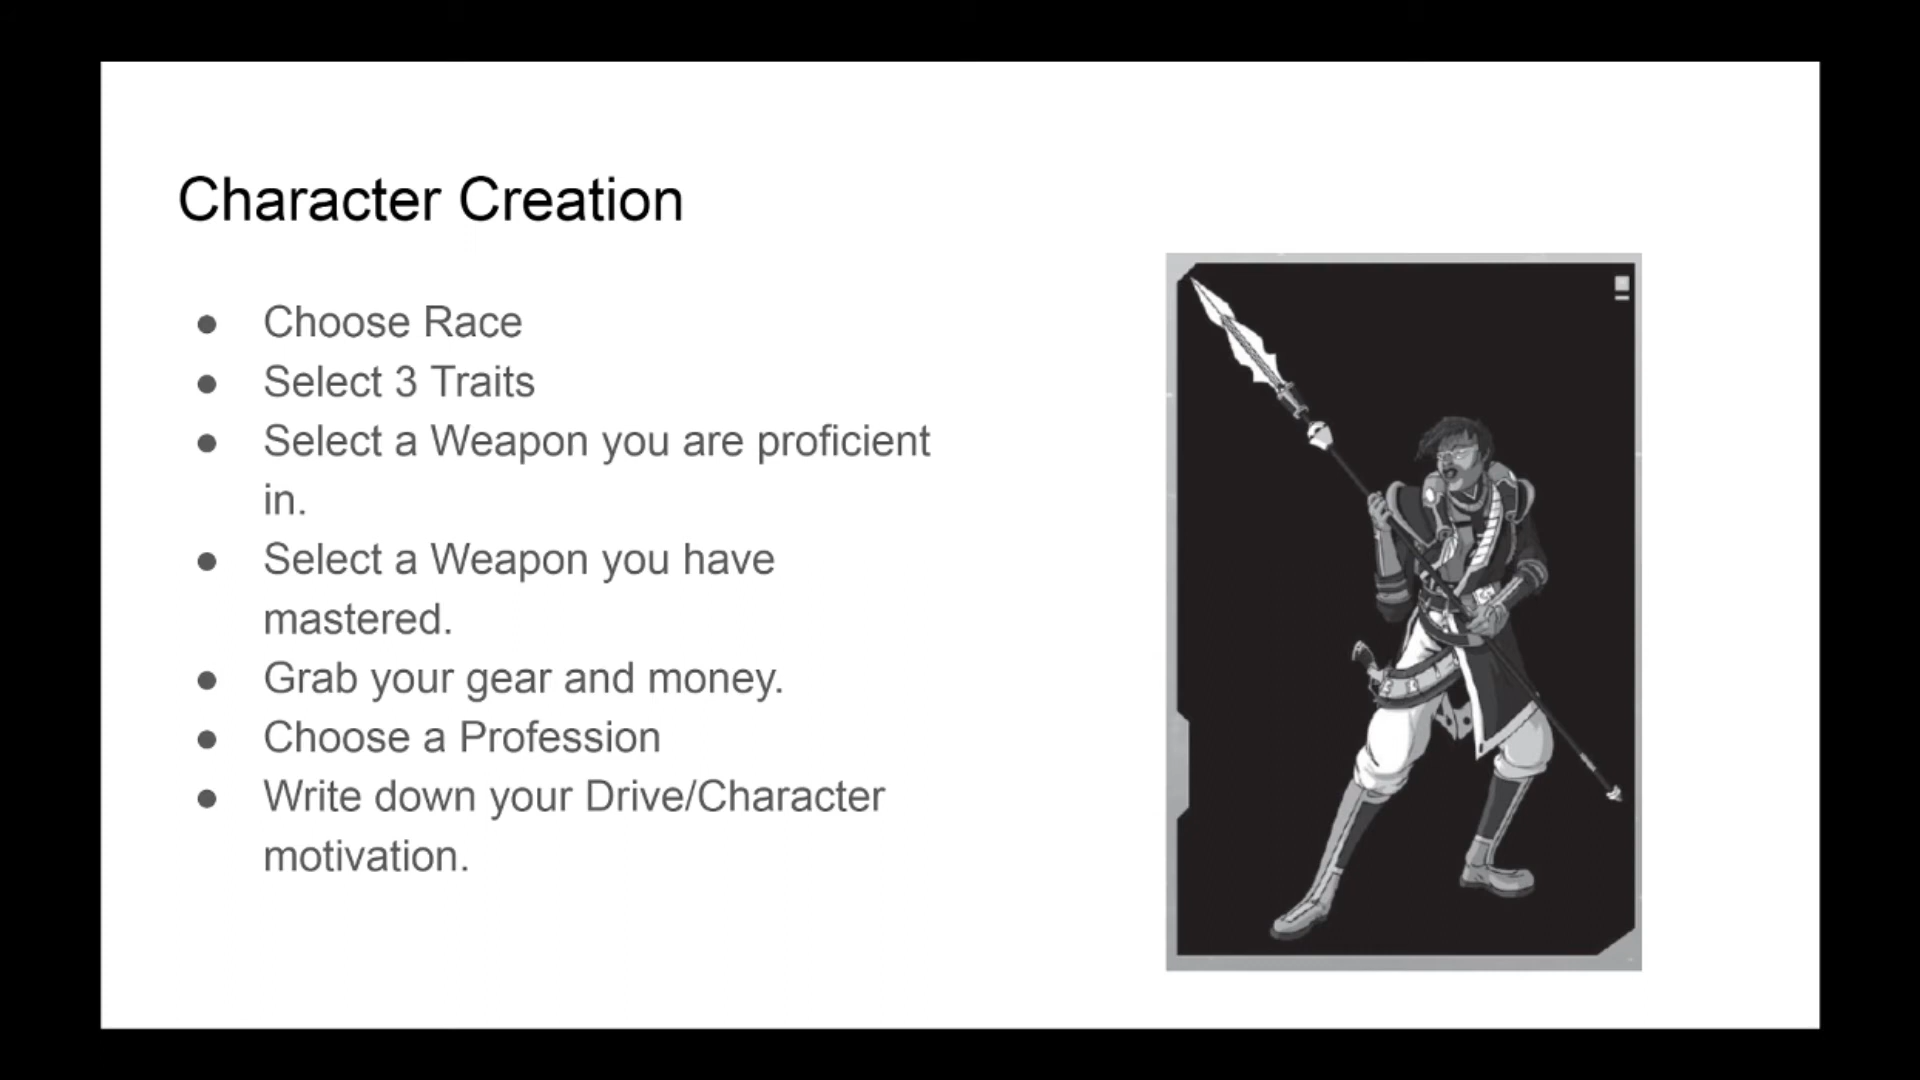 Character Creation
● Choose Race
● Select 3 Traits
● Select a Weapon you are proficient
in.
● Select a Weapon you have
mastered.
● Grab your gear and money.
● Choose a Profession
● Write down your Drive/Character
motivation.